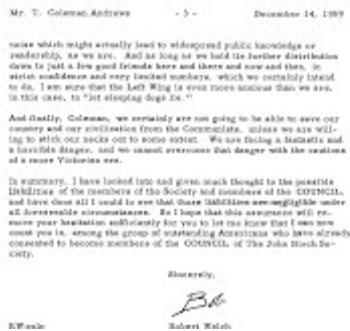 Mr. T. Coleman Andrews - 3 - December 14, 1959
noise which might actually lead to widespread public knowledge or
readership, as we are. And as long as we hold its further distribution
down to just a few good friends here and there and now and then, in
strict confidence and very limited numbers, which we certainly intend
to do, I am sure that the Left Wing is even more anxious than we are,
in this case, to "let sleeping dogs lie."
And finally, Coleman, we certainly are not going to be able to save our
country and our civilization from the Communists, unless we are will-
ing to stick our necks out to some extent. We are facing a fantastic and
a horrible danger, and we cannot overcome that danger with the cautions
of a more Victorian era.
In summary, I have looked into and given much thought to the possible
liabilities of the members of the Society and members of the COUNCIL,
and have done all I could to see that those liabilities are negligible under
all foreseeable circumstances. So I hope that this assurance will re-
move your hesitation sufficiently for you to let me know that I can now
count you in, among the group of outstanding Americans who have already
consented to become members of the COUNCIL of The John Birch So-
ciety.
Sincerely,
Bob
Robert Welch